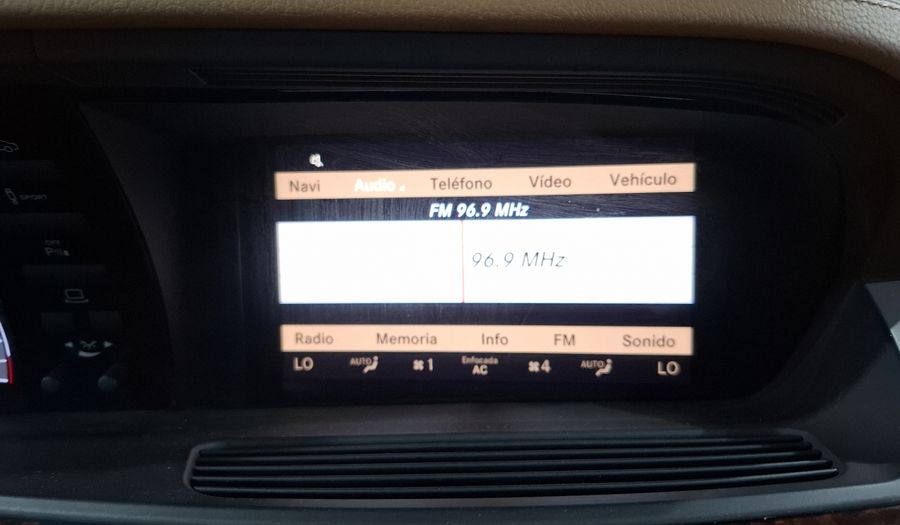 Navi Audio Teléfono Vídeo Vehículo
FM 96.9 MHz
96.9 MHz
Radio Memoria Info FM Sonido
LO AUTO 1 Enfocada AC 4 AUTO LO
SPORT
OFF